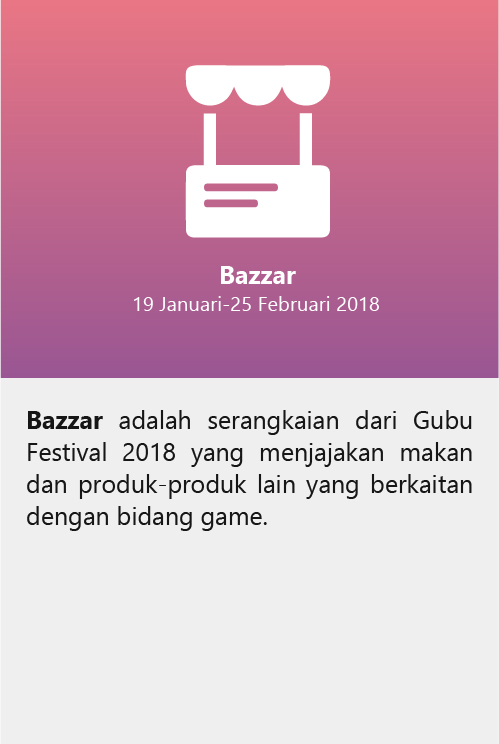 Bazzar
19 Januari-25 Februari 2018
Bazzar adalah serangkaian dari Gubu
Festival 2018 yang menjajakan makan
dan produk-produk lain yang berkaitan
dengan bidang game.